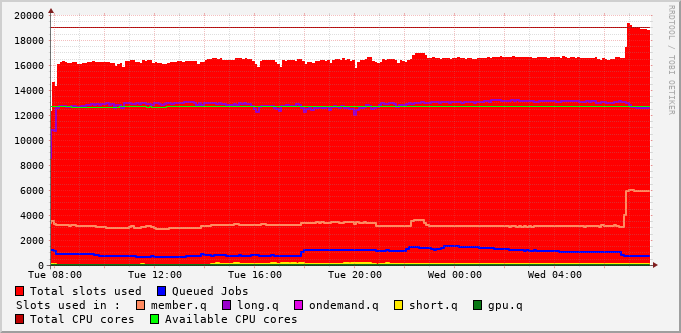 20000
18000
16000
14000
12000
10000
8000
6000
4000
2000
0
Tue 08:00 Tue 12:00 Tue 16:00 Tue 20:00 Wed 00:00 Wed 04:00
Total slots used Queued Jobs
Slots used in : member.q long.q ondemand.q short.q gpu.q
Total CPU cores Available CPU cores
RRDTOOL / TOBI OETIKER